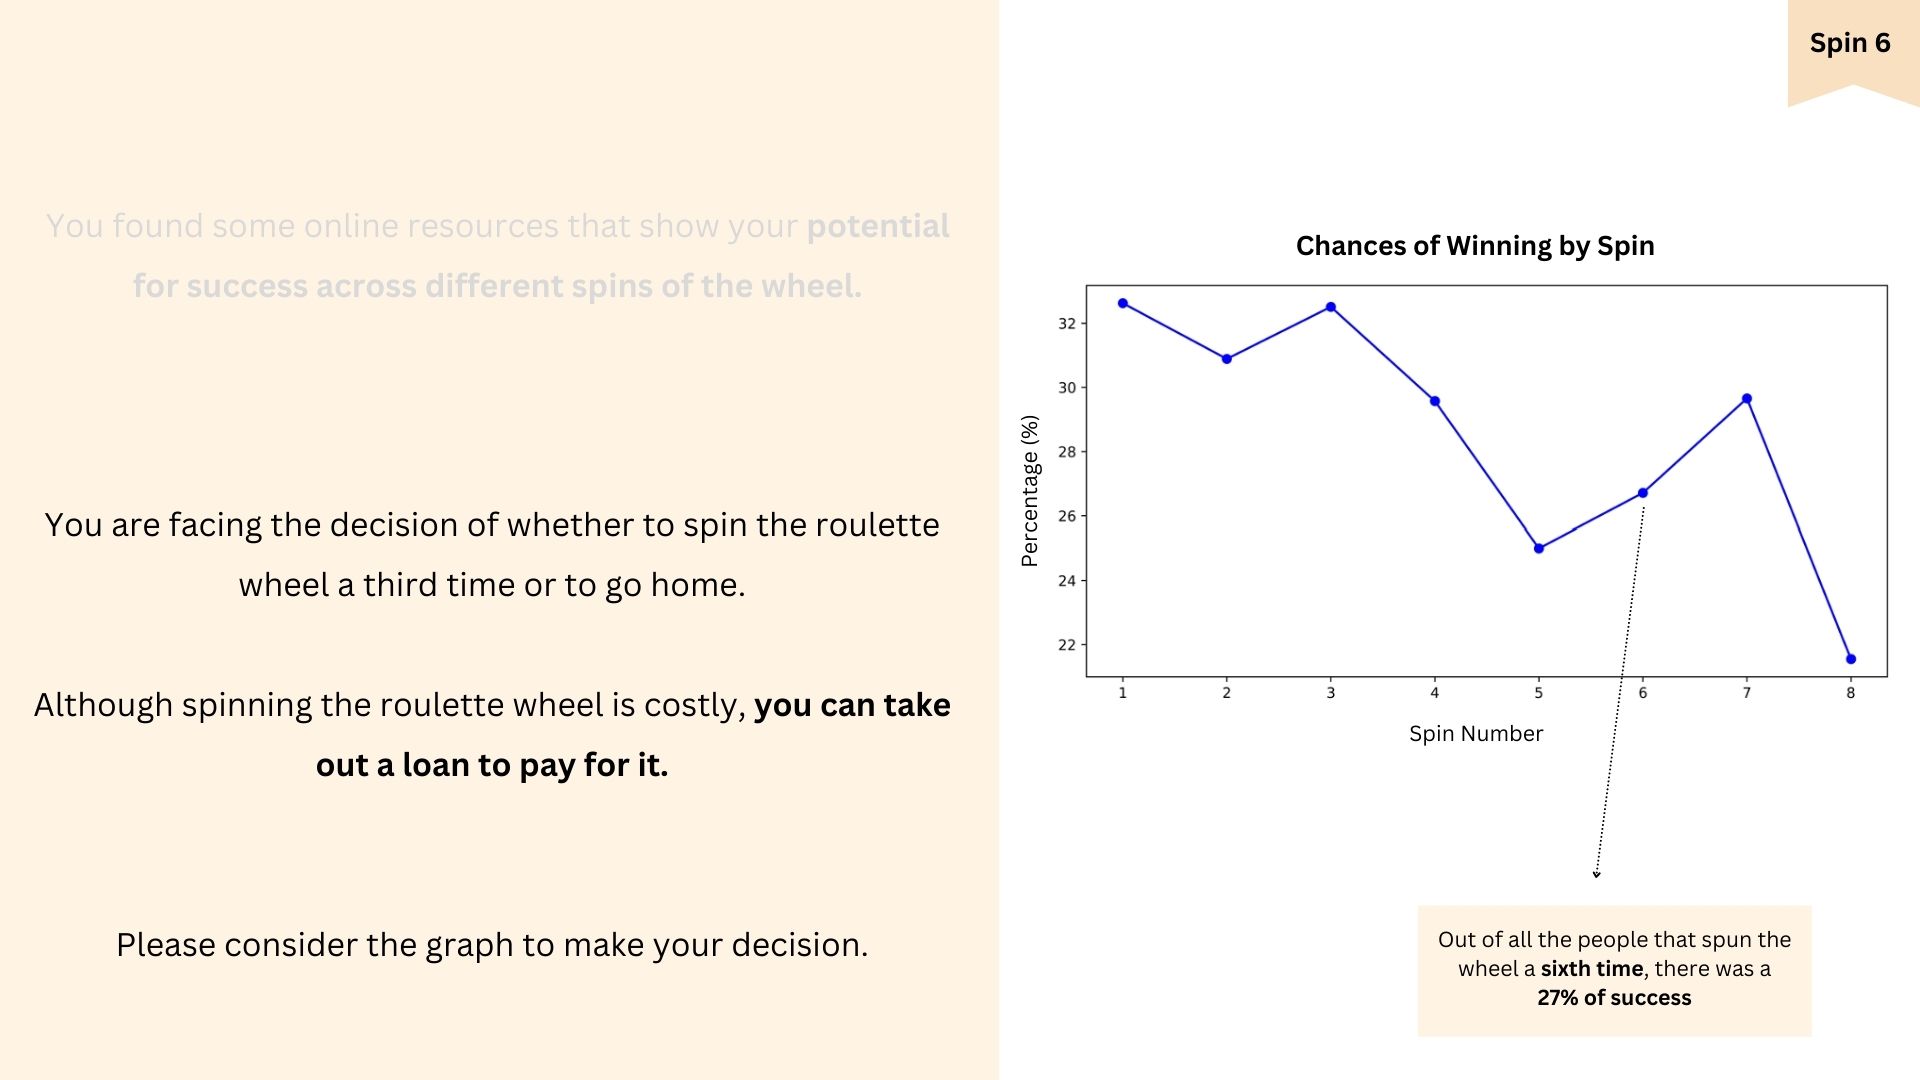 Spin 6
You found some online resources that show your potential
for success across different spins of the wheel.
You are facing the decision of whether to spin the roulette
wheel a third time or to go home.
Although spinning the roulette wheel is costly, you can take
out a loan to pay for it.
Please consider the graph to make your decision.
Chances of Winning by Spin
Percentage (%)
32
30
28
26
24
22
1 2 3 4 5 6 7 8
Spin Number
Out of all the people that spun the
wheel a sixth time, there was a
27% of success